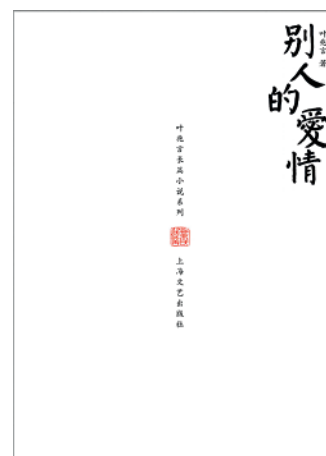 别人的愛情
叶兆言 著
叶兆言长篇小说系列
上海文艺出版社